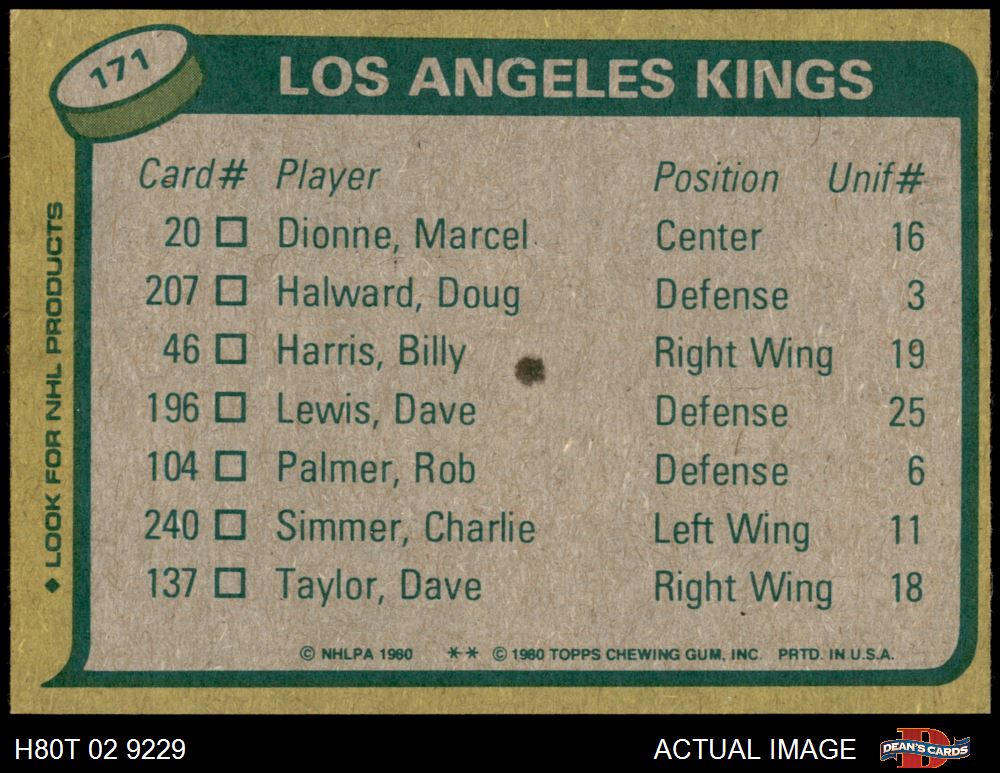 171
LOS ANGELES KINGS
Card# Player Position Unif#
20 □ Dionne, Marcel Center 16
207 □ Halward, Doug Defense 3
46 □ Harris, Billy Right Wing 19
196 □ Lewis, Dave Defense 25
104 □ Palmer, Rob Defense 6
240 □ Simmer, Charlie Left Wing 11
137 □ Taylor, Dave Right Wing 18
© NHLPA 1980 ** © 1980 TOPPS CHEWING GUM, INC. PRTD. IN U.S.A.
◆ LOOK FOR NHL PRODUCTS
H80T 02 9229 ACTUAL IMAGE D DEAN'S CARDS